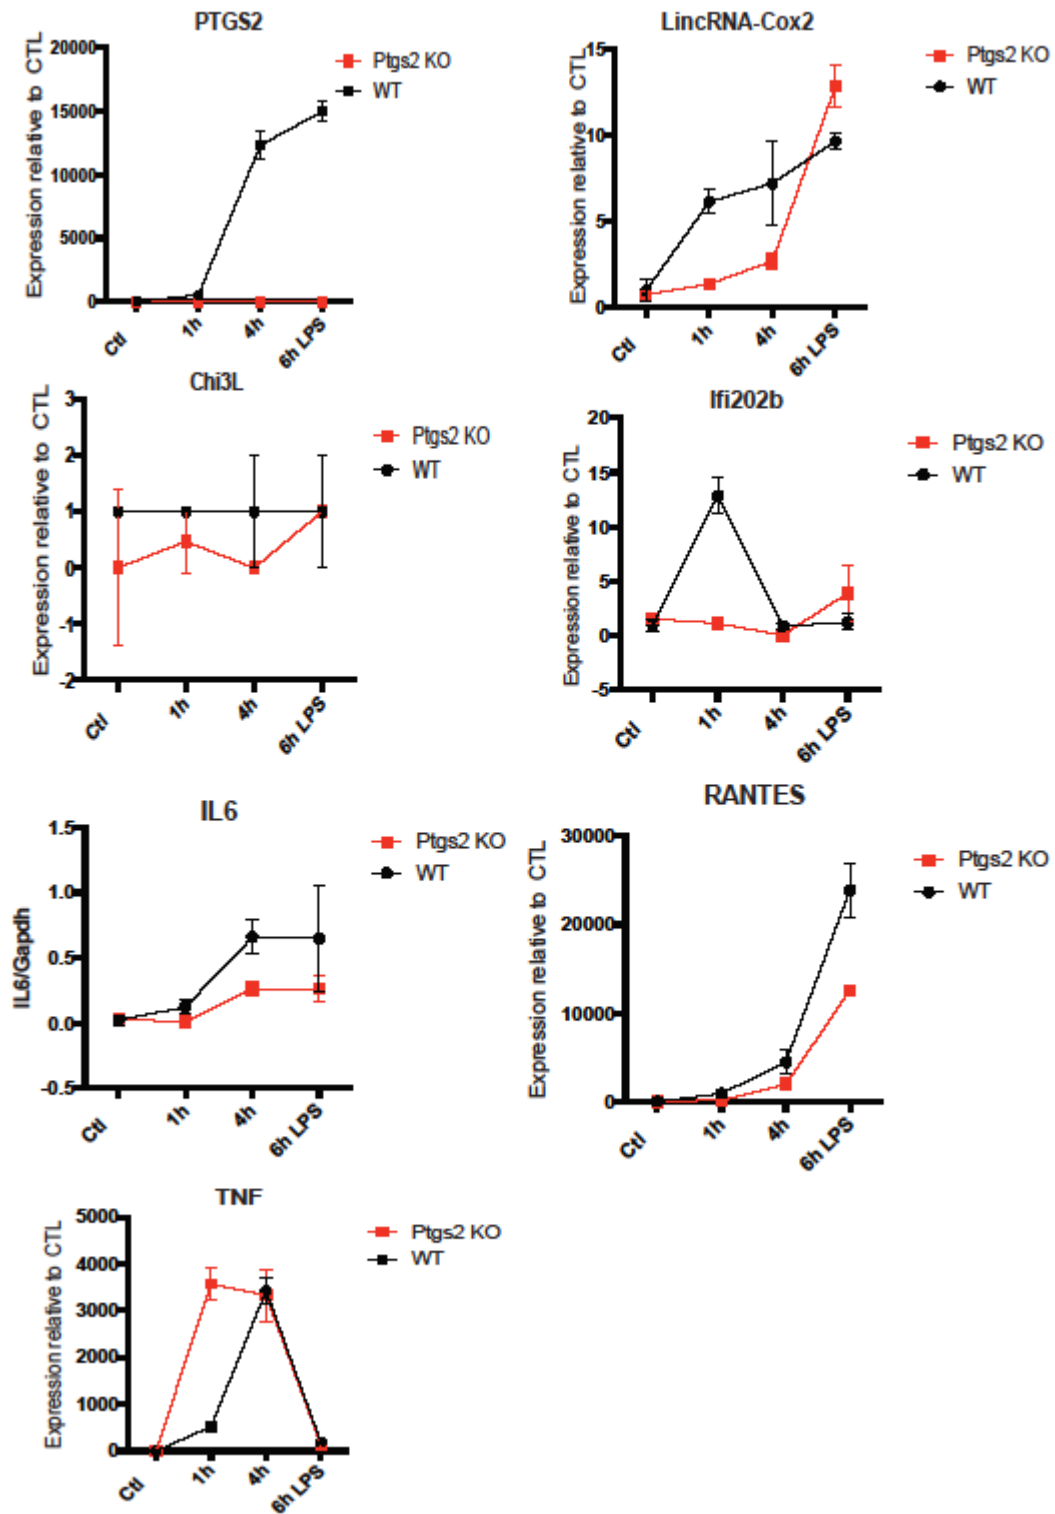 PTGS2
Expression relative to CTL
20000
15000
10000
5000
0
Ctl
1h
4h
6h LPS
Ptgs2 KO
WT
LincRNA-Cox2
Expression relative to CTL
15
10
5
0
Ctl
1h
4h
6h LPS
Ptgs2 KO
WT
Chi3L
Expression relative to CTL
3
2
1
0
-1
-2
Ctl
1h
4h
6h LPS
Ptgs2 KO
WT
Ifi202b
Expression relative to CTL
20
15
10
5
0
-5
Ctl
1h
4h
6h LPS
Ptgs2 KO
WT
IL6
IL6/Gapdh
1.5
1.0
0.5
0.0
-0.5
Ctl
1h
4h
6h LPS
Ptgs2 KO
WT
RANTES
Expression relative to CTL
30000
20000
10000
0
Ctl
1h
4h
6h LPS
Ptgs2 KO
WT
TNF
Expression relative to CTL
5000
4000
3000
2000
1000
0
Ctl
1h
4h
6h LPS
Ptgs2 KO
WT